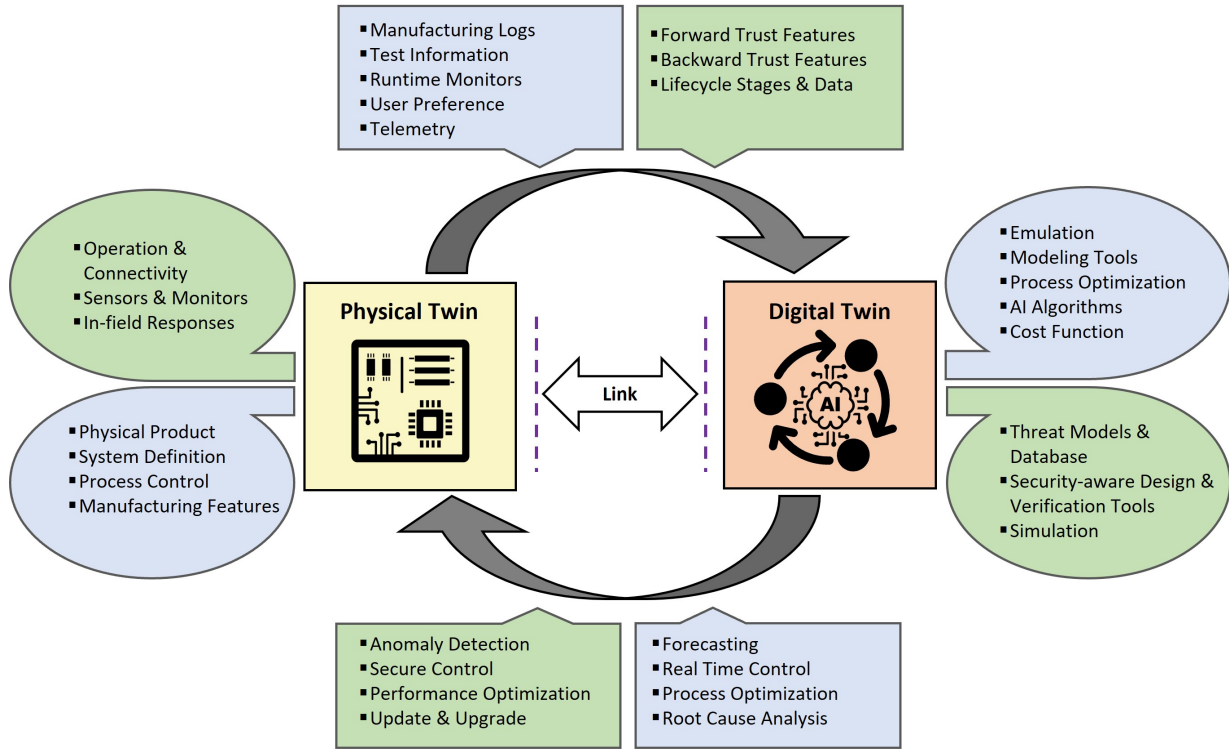 ▪Manufacturing Logs
▪Test Information
▪Runtime Monitors
▪User Preference
▪Telemetry
▪Forward Trust Features
▪Backward Trust Features
▪Lifecycle Stages & Data
▪Operation &
Connectivity
▪Sensors & Monitors
▪In-field Responses
▪Physical Product
▪System Definition
▪Process Control
▪Manufacturing Features
Physical Twin
Link
Digital Twin
AI
▪Emulation
▪Modeling Tools
▪Process Optimization
▪AI Algorithms
▪Cost Function
▪Threat Models &
Database
▪Security-aware Design &
Verification Tools
▪Simulation
▪Anomaly Detection
▪Secure Control
▪Performance Optimization
▪Update & Upgrade
▪Forecasting
▪Real Time Control
▪Process Optimization
▪Root Cause Analysis